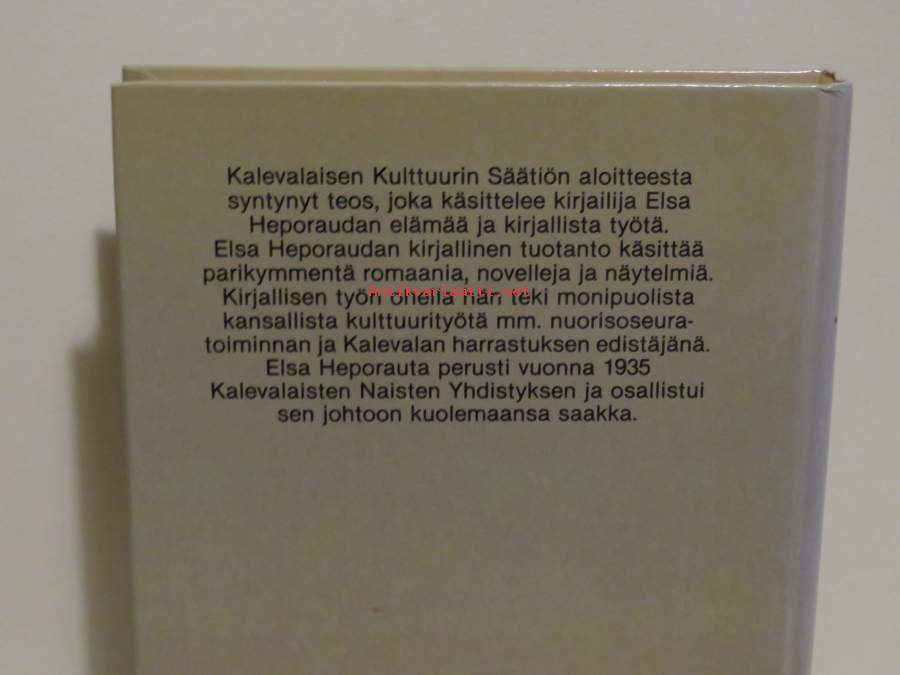 Kalevalaisen Kulttuurin Säätiön aloitteesta
syntynyt teos, joka käsittelee kirjailija Elsa
Heporaudan elämää ja kirjallista työtä.
Elsa Heporaudan kirjallinen tuotanto käsittää
parikymmentä romaania, novelleja ja näytelmiä.
Kirjallisen työn ohella hän teki monipuolista
kansallista kulttuurityötä mm. nuorisoseura-
toiminnan ja Kalevalan harrastuksen edistäjänä.
Elsa Heporauta perusti vuonna 1935
Kalevalaisten Naisten Yhdistyksen ja osallistui
sen johtoon kuolemaansa saakka.